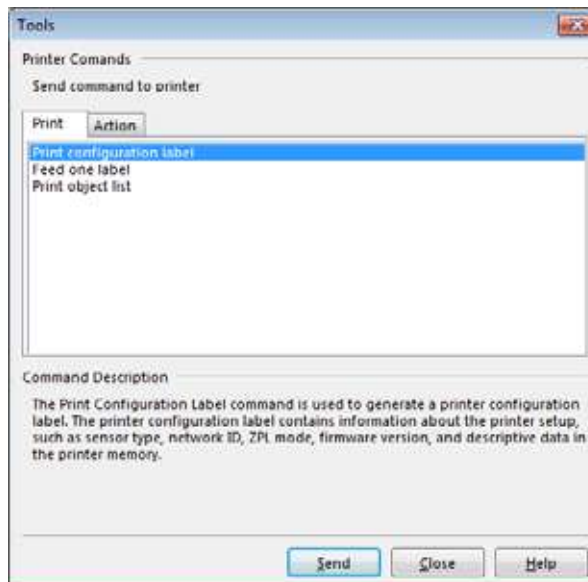 Tools
Printer Comands
Send command to printer
Print Action
Print configuration label
Feed one label
Print object list
Command Description
The Print Configuration Label command is used to generate a printer configuration
label. The printer configuration label contains information about the printer setup,
such as sensor type, network ID, ZPL mode, firmware version, and descriptive data in
the printer memory.
Send Close Help